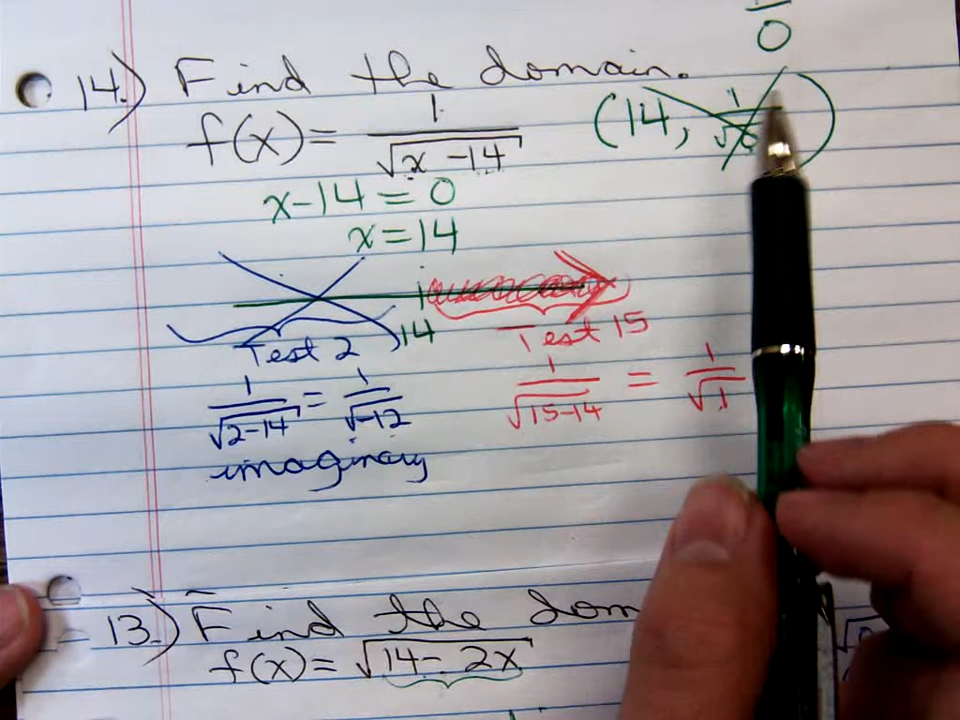 0
14.) Find the domain.
f(x) = 1/√(x-14)
(14, 1/√0 )
x-14 = 0
x = 14
14
Test 2
Test 15
1/√(2-14) = 1/√-12
1/√(15-14) = 1/√1
imaginary
13.) Find the dom
f(x) = √(14-2x)